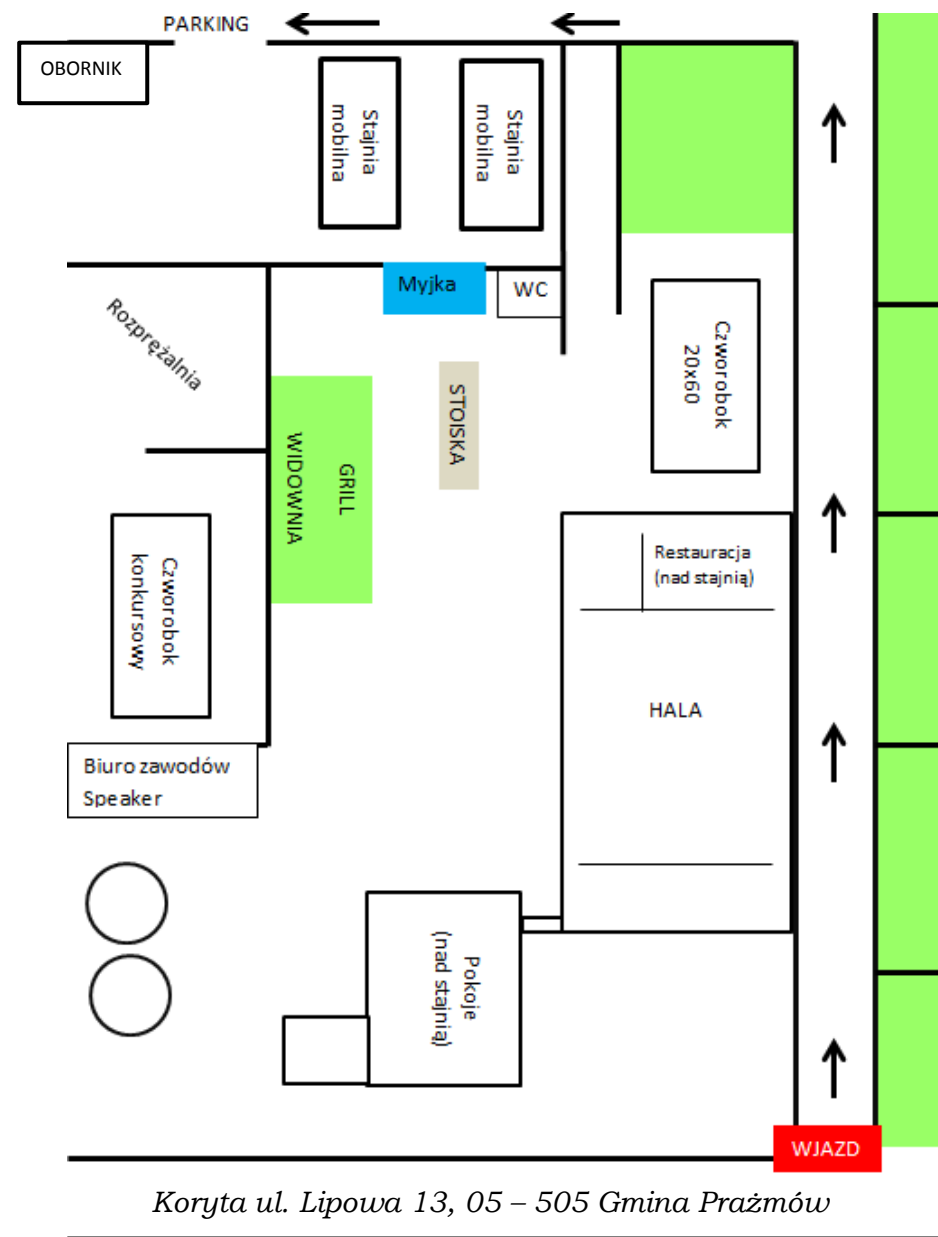 PARKING
OBORNIK
Stajnia
mobilna
Stajnia
mobilna
Myjka
WC
Rozprężalnia
Czworobok
20x60
STOISKA
GRILL
WIDOWNIA
Restauracja
(nad stajnią)
Czworobok
konkursowy
HALA
Biuro zawodów
Speaker
Pokoje
(nad stajnią)
WJAZD
Koryta ul. Lipowa 13, 05 – 505 Gmina Prażmów